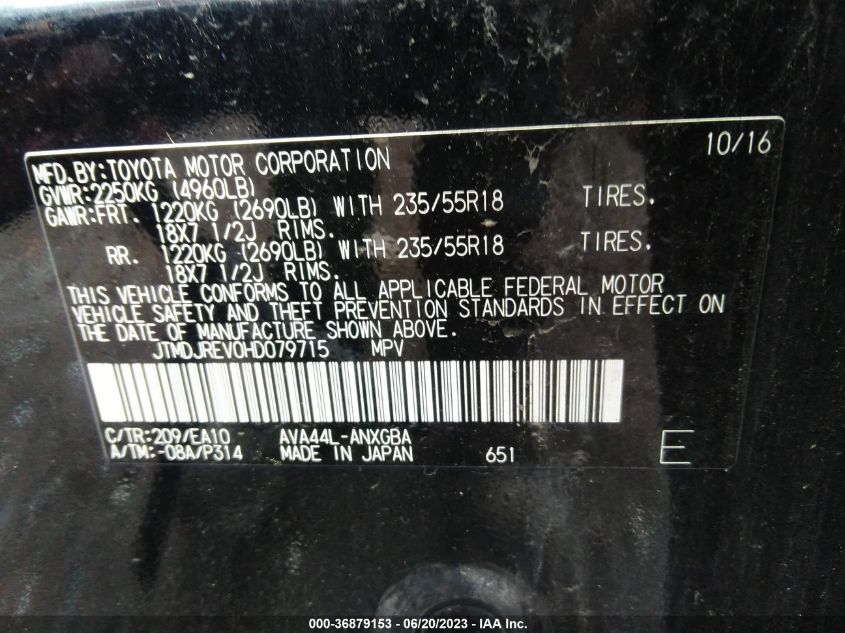 10/16
MFD.BY:TOYOTA MOTOR CORPORATION
GVWR:2250KG (4960LB)
GAWR:FRT. 1220KG (2690LB) WITH 235/55R18 TIRES.
18X7 1/2J RIMS.
RR. 1220KG (2690LB) WITH 235/55R18 TIRES.
18X7 1/2J RIMS.
THIS VEHICLE CONFORMS TO ALL APPLICABLE FEDERAL MOTOR
VEHICLE SAFETY AND THEFT PREVENTION STANDARDS IN EFFECT ON
THE DATE OF MANUFACTURE SHOWN ABOVE.
JTMDJREV0HD079715 MPV
C/TR:209/EA10 AVA44L-ANXGBA
A/TM:-08A/P314 MADE IN JAPAN 651 E
000-36879153 - 06/20/2023 - IAA Inc.